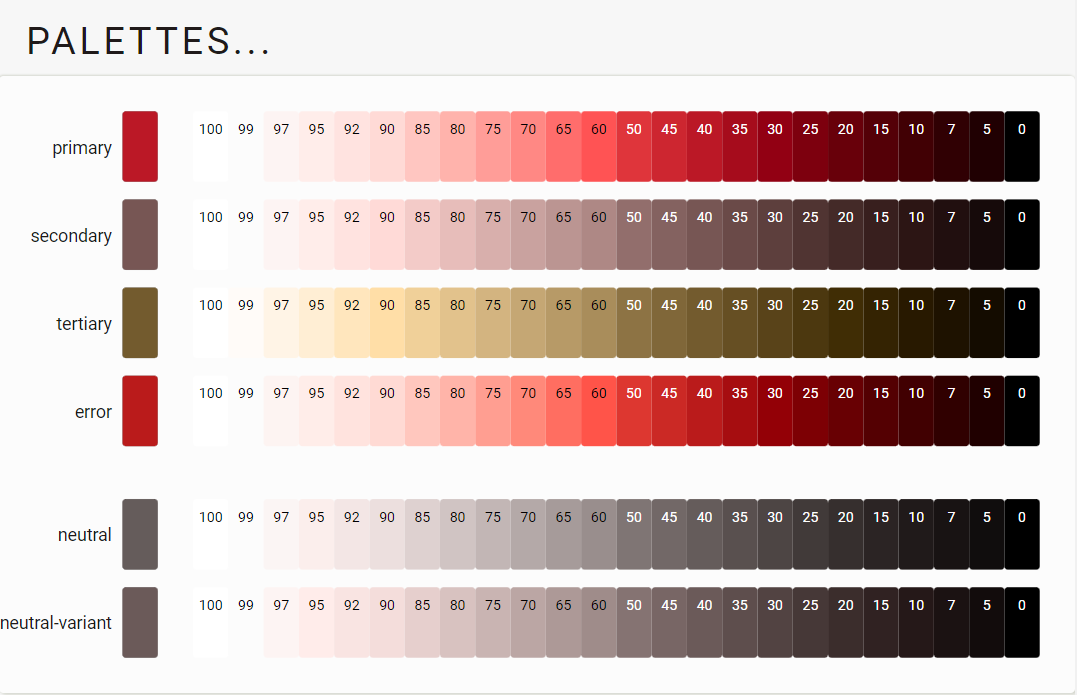 PALETTES...
primary 100 99 97 95 92 90 85 80 75 70 65 60 50 45 40 35 30 25 20 15 10 7 5 0
secondary 100 99 97 95 92 90 85 80 75 70 65 60 50 45 40 35 30 25 20 15 10 7 5 0
tertiary 100 99 97 95 92 90 85 80 75 70 65 60 50 45 40 35 30 25 20 15 10 7 5 0
error 100 99 97 95 92 90 85 80 75 70 65 60 50 45 40 35 30 25 20 15 10 7 5 0
neutral 100 99 97 95 92 90 85 80 75 70 65 60 50 45 40 35 30 25 20 15 10 7 5 0
neutral-variant 100 99 97 95 92 90 85 80 75 70 65 60 50 45 40 35 30 25 20 15 10 7 5 0